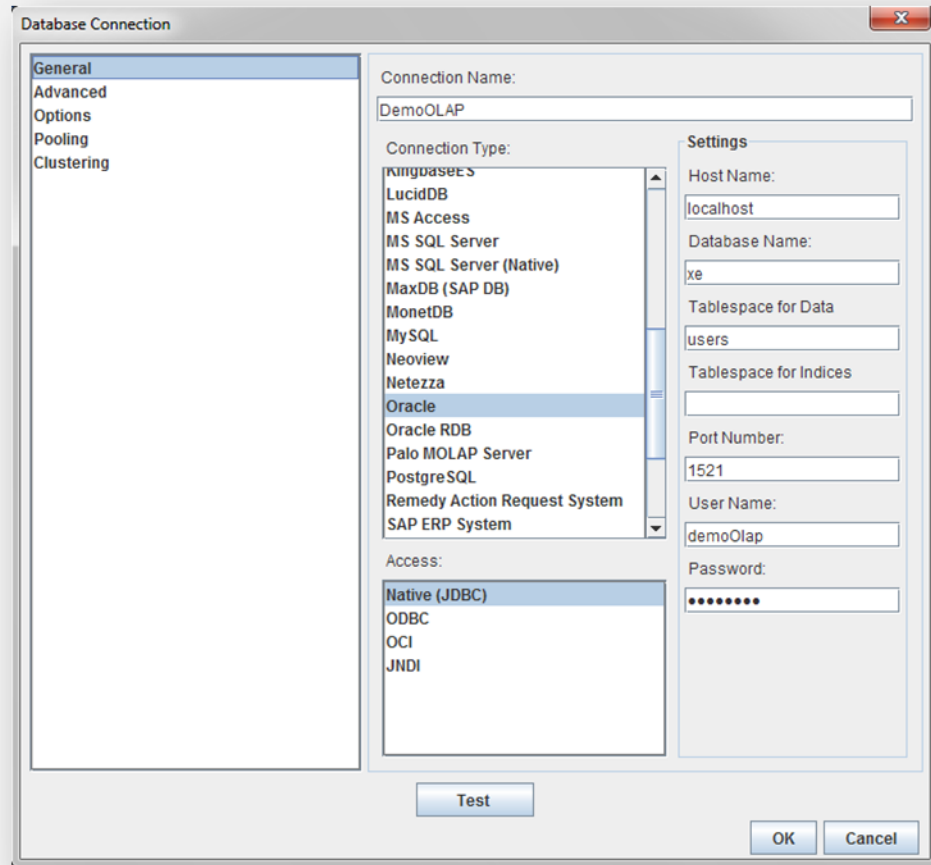 Database Connection
General
Advanced
Options
Pooling
Clustering
Connection Name:
DemoOLAP
Connection Type:
KingbaseES
LucidDB
MS Access
MS SQL Server
MS SQL Server (Native)
MaxDB (SAP DB)
MonetDB
MySQL
Neoview
Netezza
Oracle
Oracle RDB
Palo MOLAP Server
PostgreSQL
Remedy Action Request System
SAP ERP System
Access:
Native (JDBC)
ODBC
OCI
JNDI
Settings
Host Name:
localhost
Database Name:
xe
Tablespace for Data
users
Tablespace for Indices
Port Number:
1521
User Name:
demoOlap
Password:
••••••••
Test
OK
Cancel